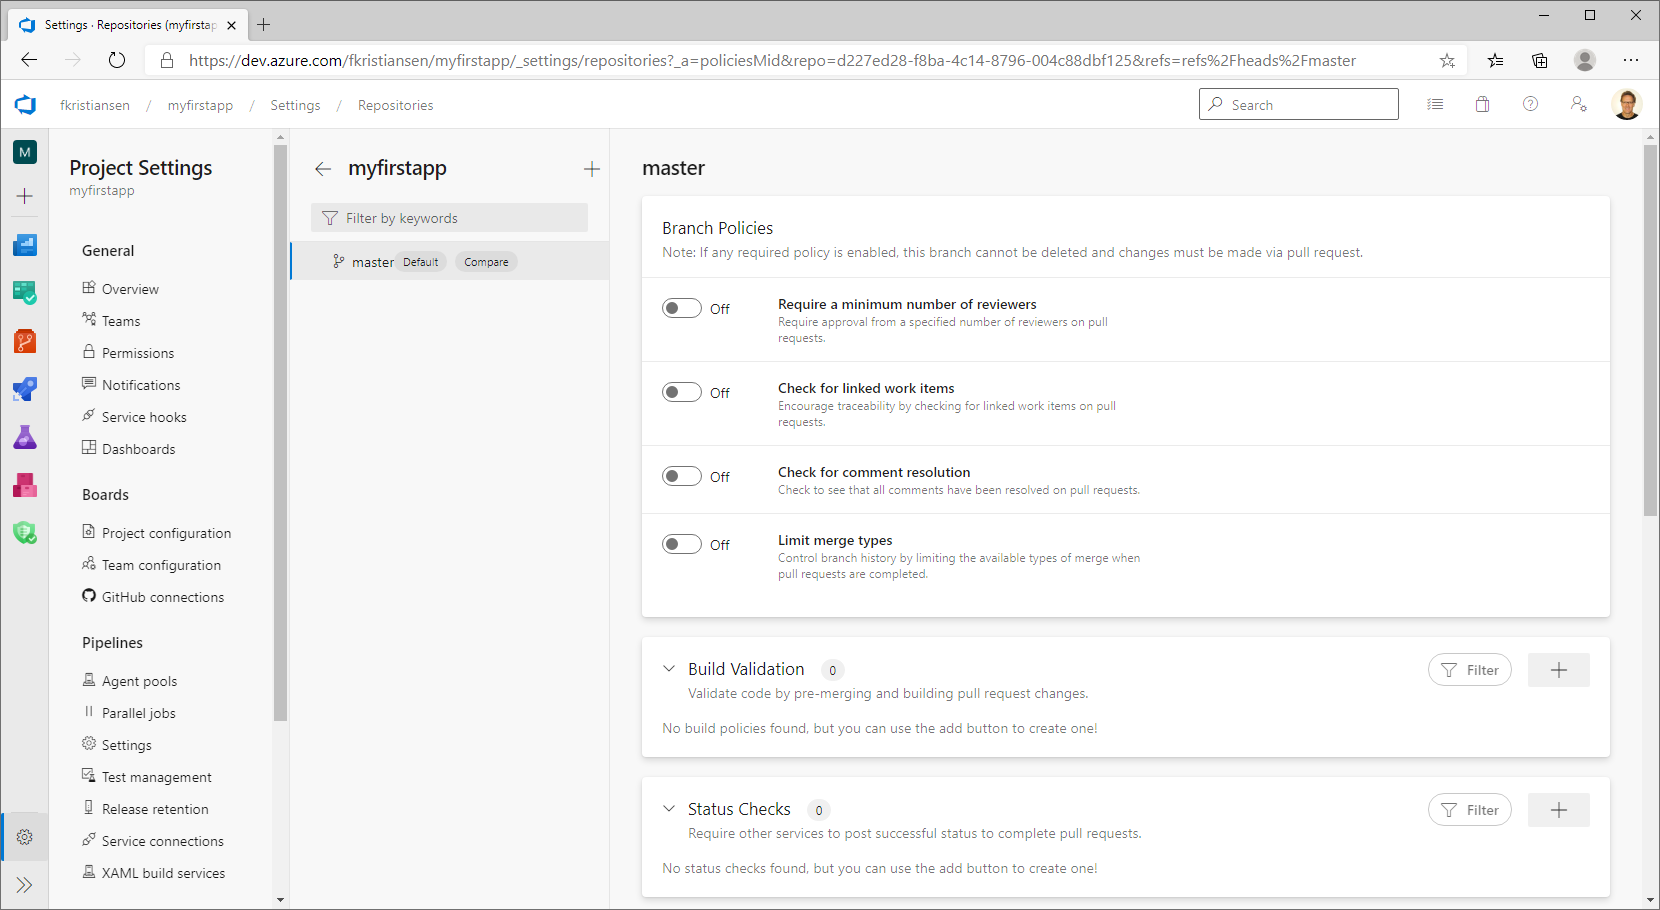 Settings · Repositories (myfirstap
https://dev.azure.com/fkristiansen/myfirstapp/_settings/repositories?_a=policiesMid&repo=d227ed28-f8ba-4c14-8796-004c88dbf125&refs=refs%2Fheads%2Fmaster
fkristiansen / myfirstapp / Settings / Repositories
Search
M
Project Settings
myfirstapp
General
Overview
Teams
Permissions
Notifications
Service hooks
Dashboards
Boards
Project configuration
Team configuration
GitHub connections
Pipelines
Agent pools
Parallel jobs
Settings
Test management
Release retention
Service connections
XAML build services
myfirstapp
Filter by keywords
master Default Compare
master
Branch Policies
Note: If any required policy is enabled, this branch cannot be deleted and changes must be made via pull request.
Off Require a minimum number of reviewers
Require approval from a specified number of reviewers on pull
requests.
Off Check for linked work items
Encourage traceability by checking for linked work items on pull
requests.
Off Check for comment resolution
Check to see that all comments have been resolved on pull requests.
Off Limit merge types
Control branch history by limiting the available types of merge when
pull requests are completed.
Build Validation 0 Filter
Validate code by pre-merging and building pull request changes.
No build policies found, but you can use the add button to create one!
Status Checks 0 Filter
Require other services to post successful status to complete pull requests.
No status checks found, but you can use the add button to create one!